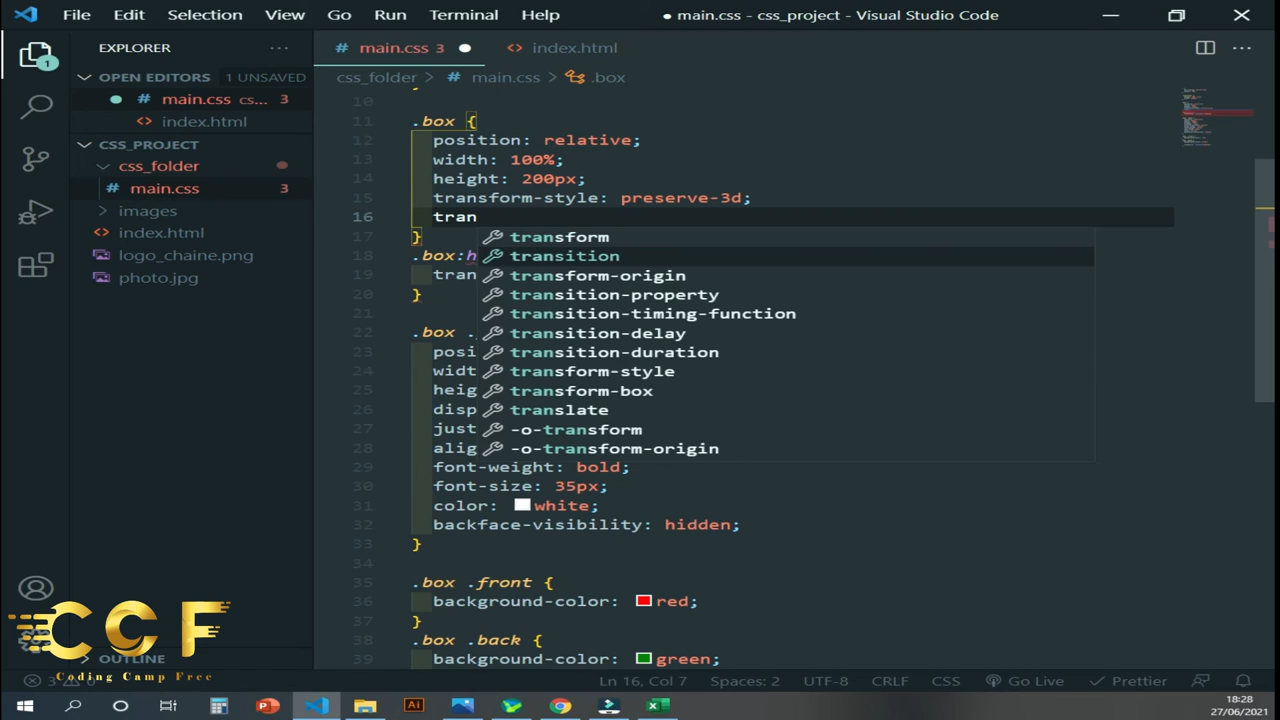 File Edit Selection View Go Run Terminal Help
● main.css - css_project - Visual Studio Code
EXPLORER ...
# main.css 3 ●
<> index.html
OPEN EDITORS 1 UNSAVED
● # main.css cs... 3
<> index.html
CSS_PROJECT
css_folder
# main.css 3
images
<> index.html
logo_chaine.png
photo.jpg
OUTLINE
1
css_folder > # main.css > .box
10
11 .box {
12 position: relative;
13 width: 100%;
14 height: 200px;
15 transform-style: preserve-3d;
16 tran
17 }
18 .box:h
19 tran
20 }
21
22 .box .
23 posi
24 widt
25 heig
26 disp
27 just
28 alig
29 font-weight: bold;
30 font-size: 35px;
31 color: white;
32 backface-visibility: hidden;
33 }
34
35 .box .front {
36 background-color: red;
37 }
38 .box .back {
39 background-color: green;
transform
transition
transform-origin
transition-property
transition-timing-function
transition-delay
transition-duration
transform-style
transform-box
translate
-o-transform
-o-transform-origin
CCF
Coding Camp Free
3 0
Ln 16, Col 7 Spaces: 2 UTF-8 CRLF CSS Go Live Prettier
Ai
18:28
27/06/2021